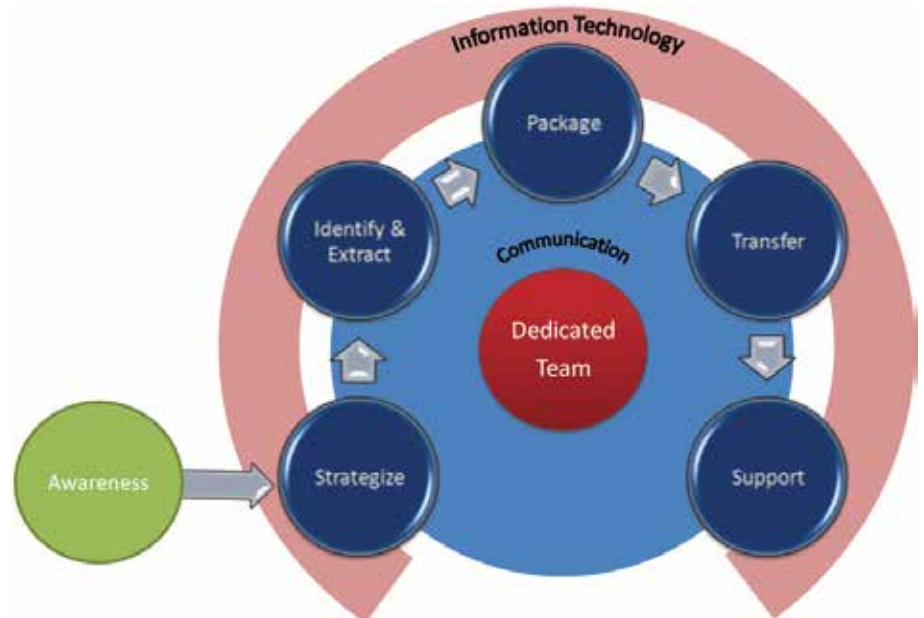 Information Technology
Package
Identify &
Extract
Transfer
Communication
Dedicated
Team
Awareness
Strategize
Support